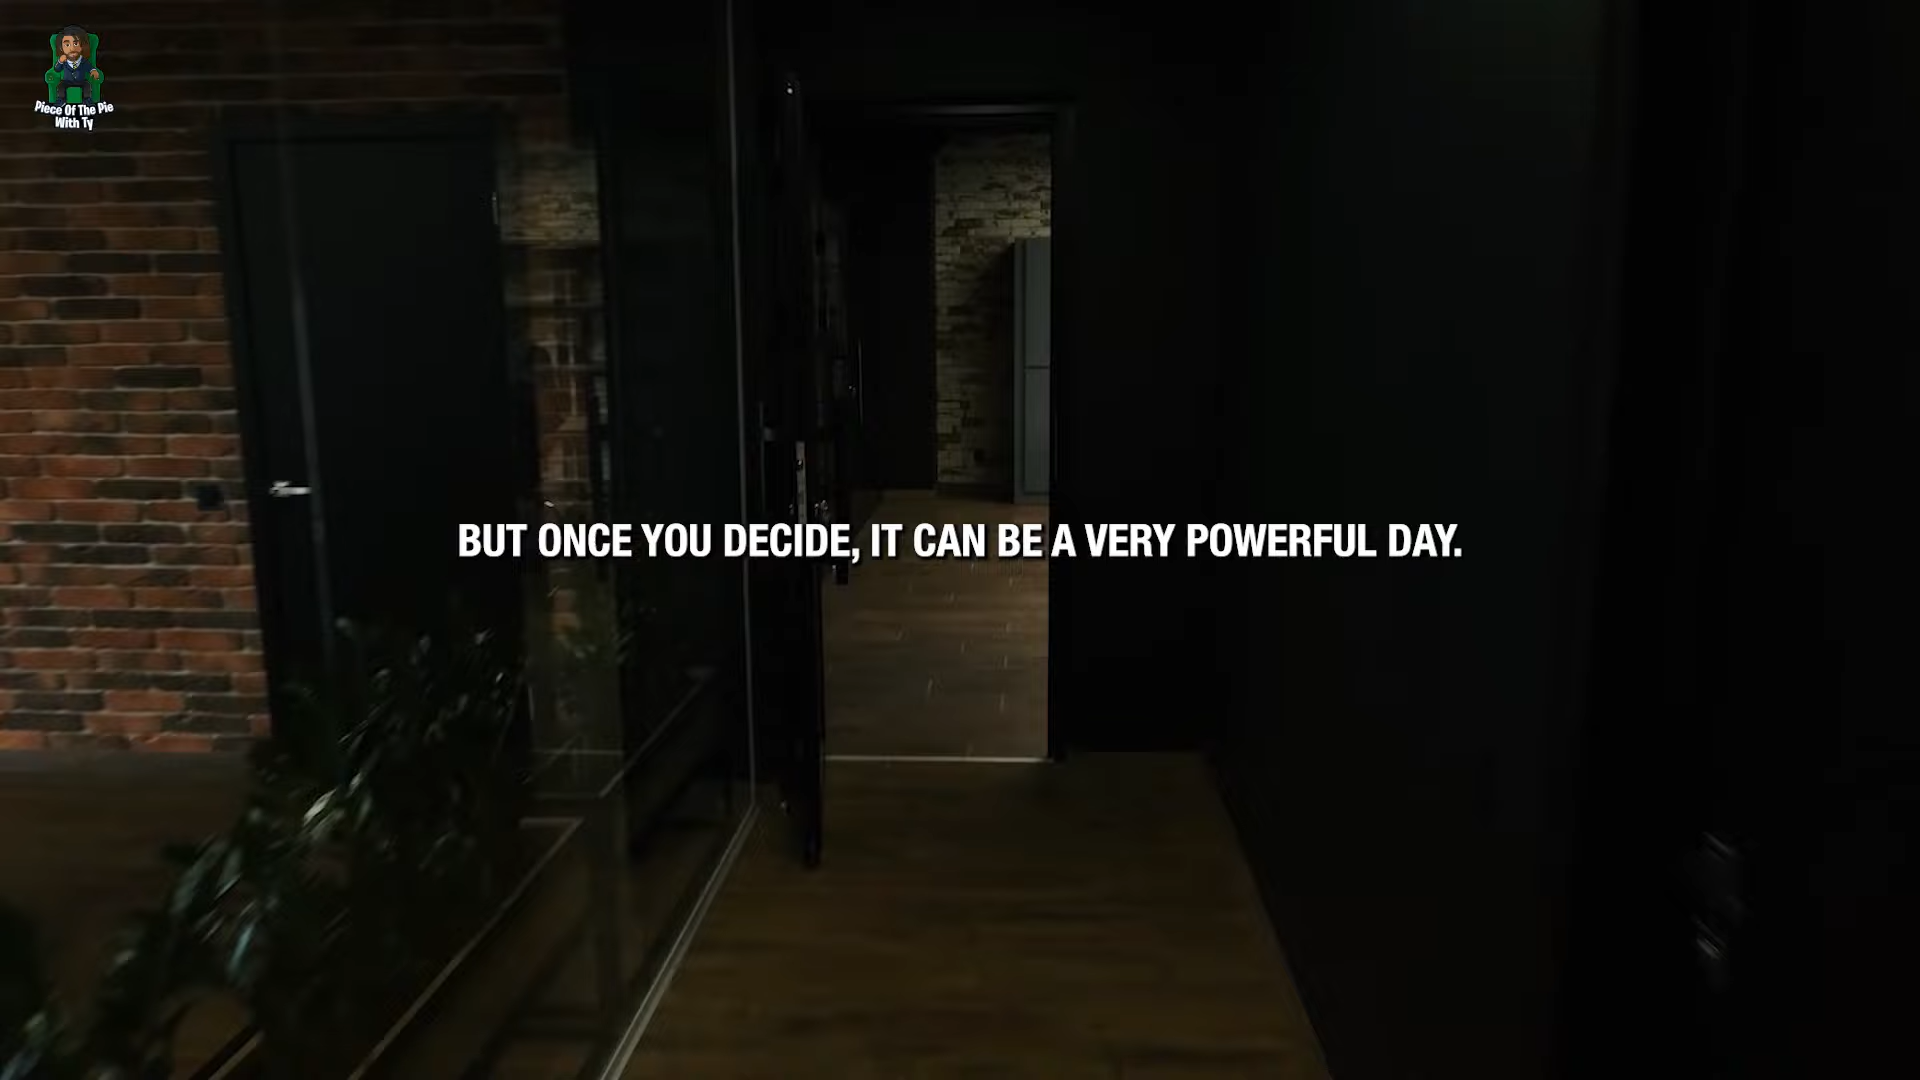 Piece Of The Pie
With Ty
BUT ONCE YOU DECIDE, IT CAN BE A VERY POWERFUL DAY.